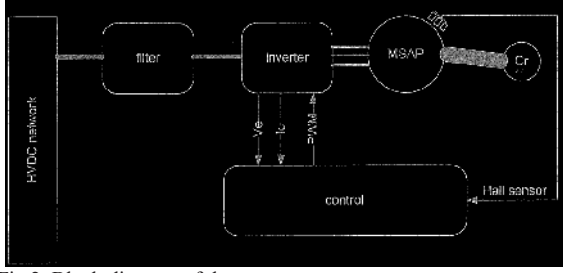 filter
inverter
MSAP
Cr
HVDC network
Ve
Ic
PWM
control
Hall sensor